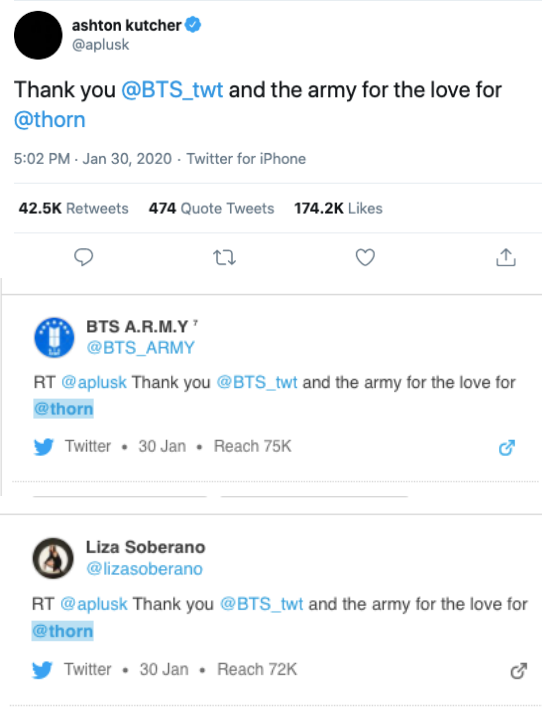 ashton kutcher
@aplusk
Thank you @BTS_twt and the army for the love for
@thorn
5:02 PM · Jan 30, 2020 · Twitter for iPhone
42.5K Retweets 474 Quote Tweets 174.2K Likes
BTS A.R.M.Y ⁷
@BTS_ARMY
RT @aplusk Thank you @BTS_twt and the army for the love for
@thorn
Twitter • 30 Jan • Reach 75K
Liza Soberano
@lizasoberano
RT @aplusk Thank you @BTS_twt and the army for the love for
@thorn
Twitter • 30 Jan • Reach 72K